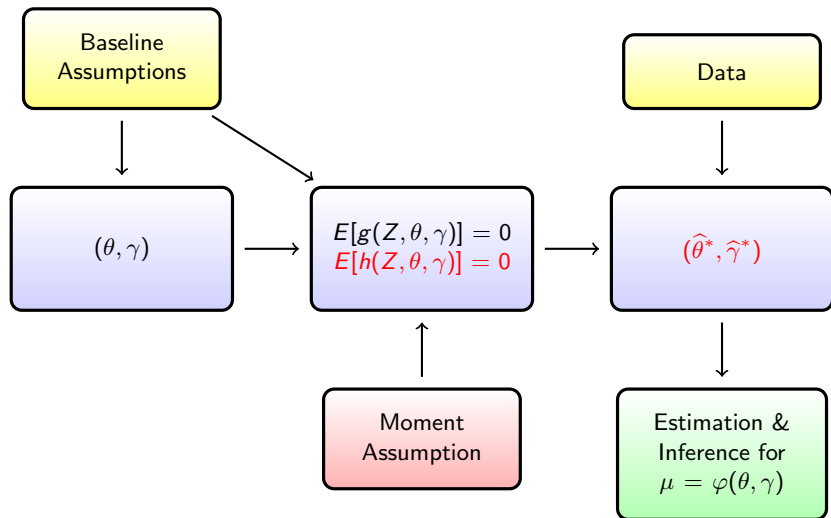 Baseline
Assumptions
Data
(θ, γ)
E[g(Z, θ, γ)] = 0
E[h(Z, θ, γ)] = 0
(θ̂*, γ̂*)
Moment
Assumption
Estimation &
Inference for
μ = φ(θ, γ)